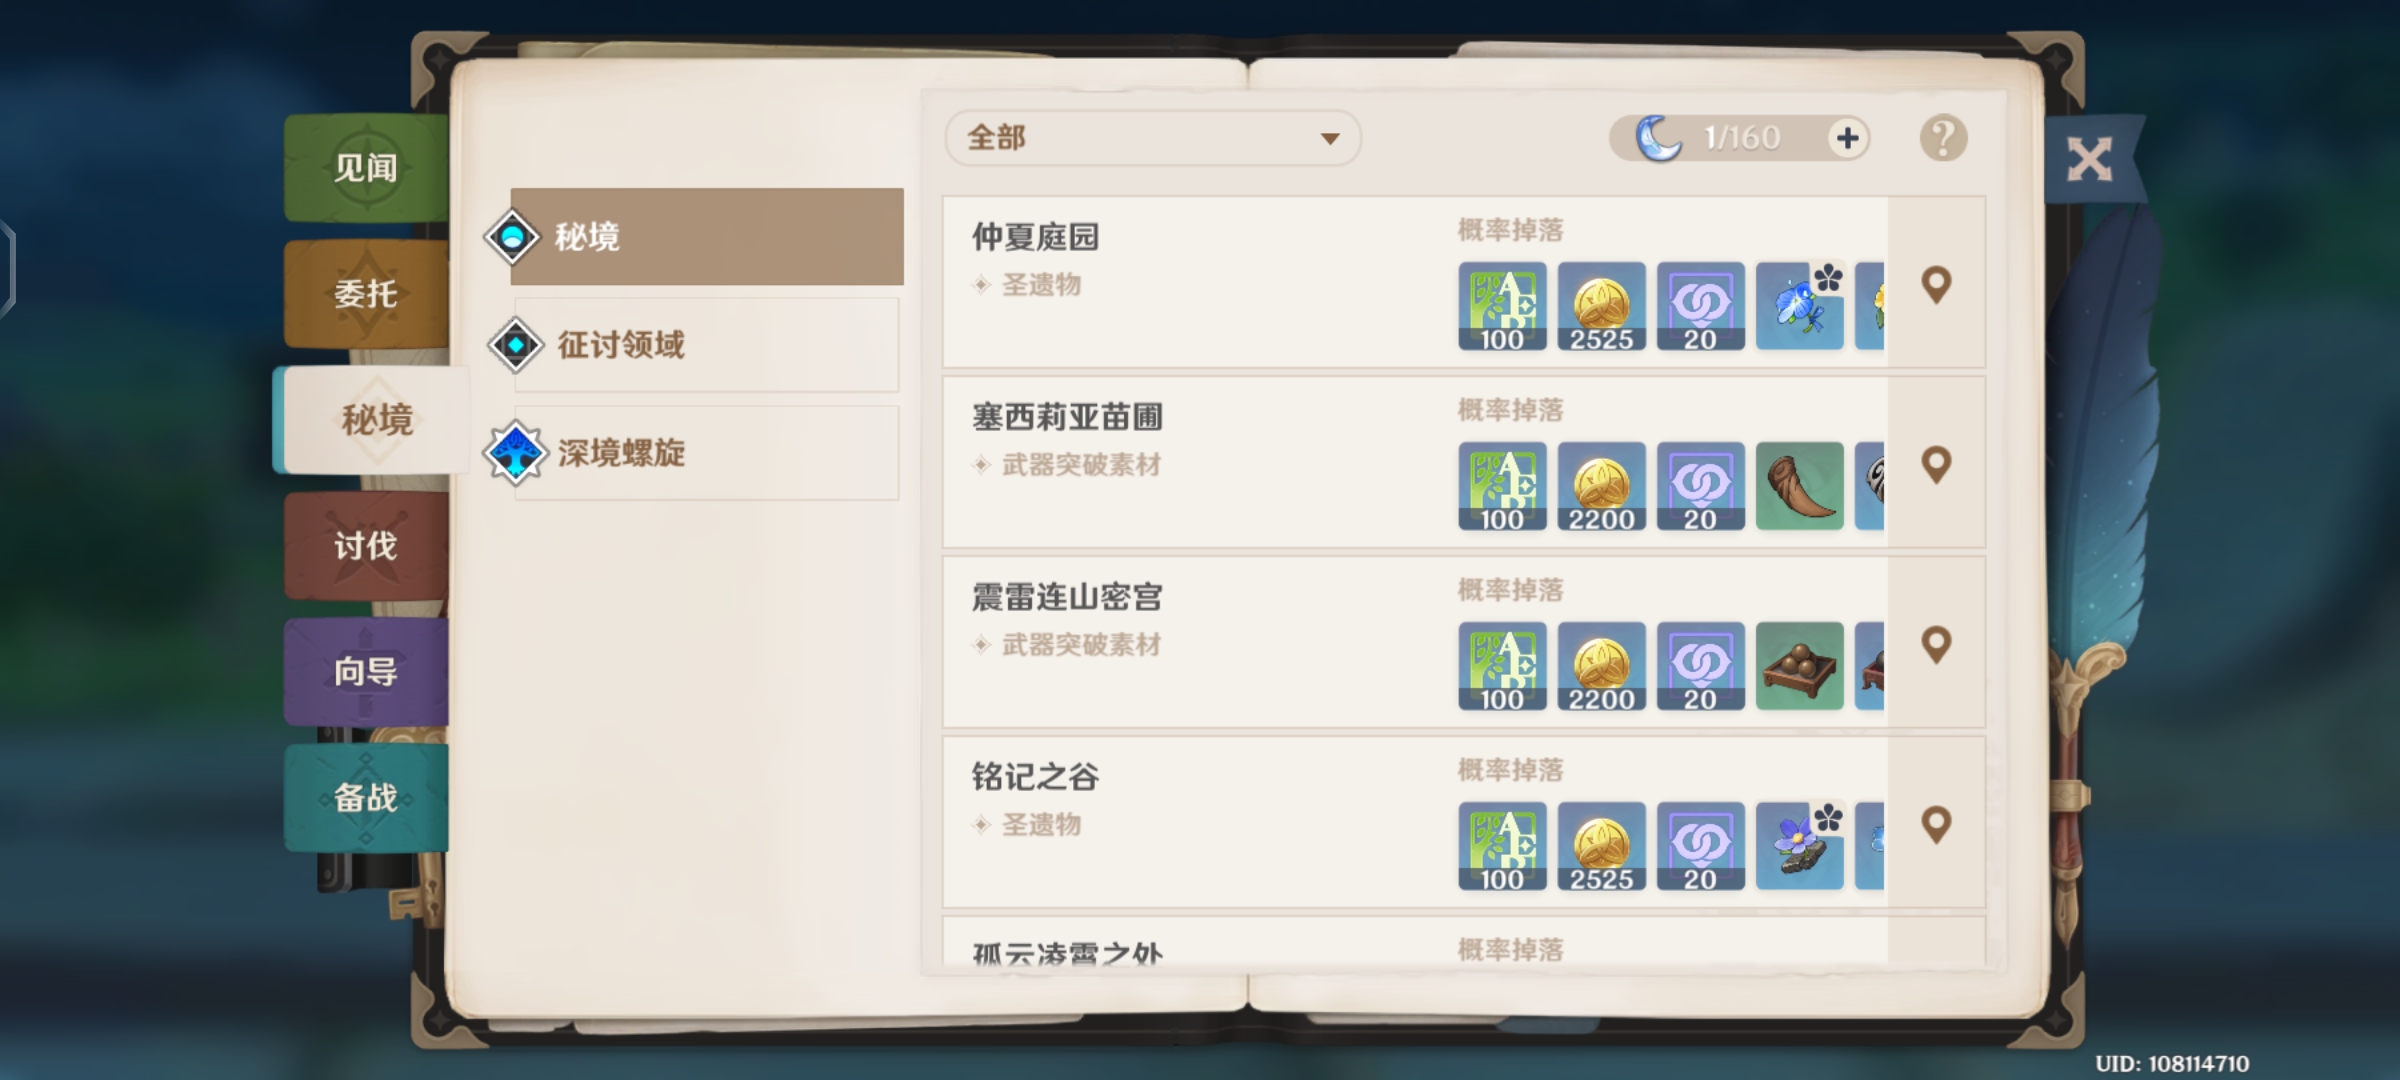 见闻
委托
秘境
讨伐
向导
备战
秘境
征讨领域
深境螺旋
全部
1/160
?
仲夏庭园
圣遗物
概率掉落
100
2525
20
塞西莉亚苗圃
武器突破素材
概率掉落
100
2200
20
震雷连山密宫
武器突破素材
概率掉落
100
2200
20
铭记之谷
圣遗物
概率掉落
100
2525
20
孤云凌霄之处
概率掉落
UID: 108114710